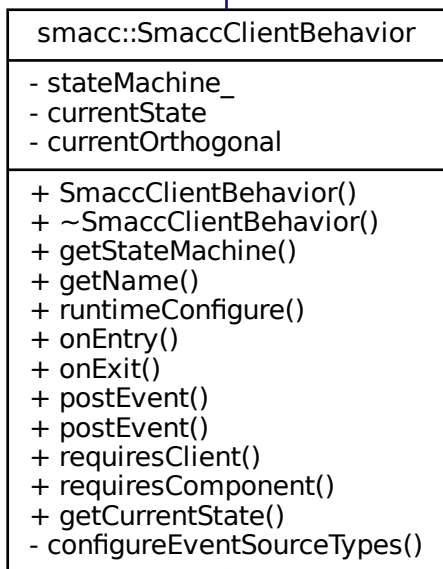 smacc::SmaccClientBehavior
- stateMachine_
- currentState
- currentOrthogonal
+ SmaccClientBehavior()
+ ~SmaccClientBehavior()
+ getStateMachine()
+ getName()
+ runtimeConfigure()
+ onEntry()
+ onExit()
+ postEvent()
+ postEvent()
+ requiresClient()
+ requiresComponent()
+ getCurrentState()
- configureEventSourceTypes()